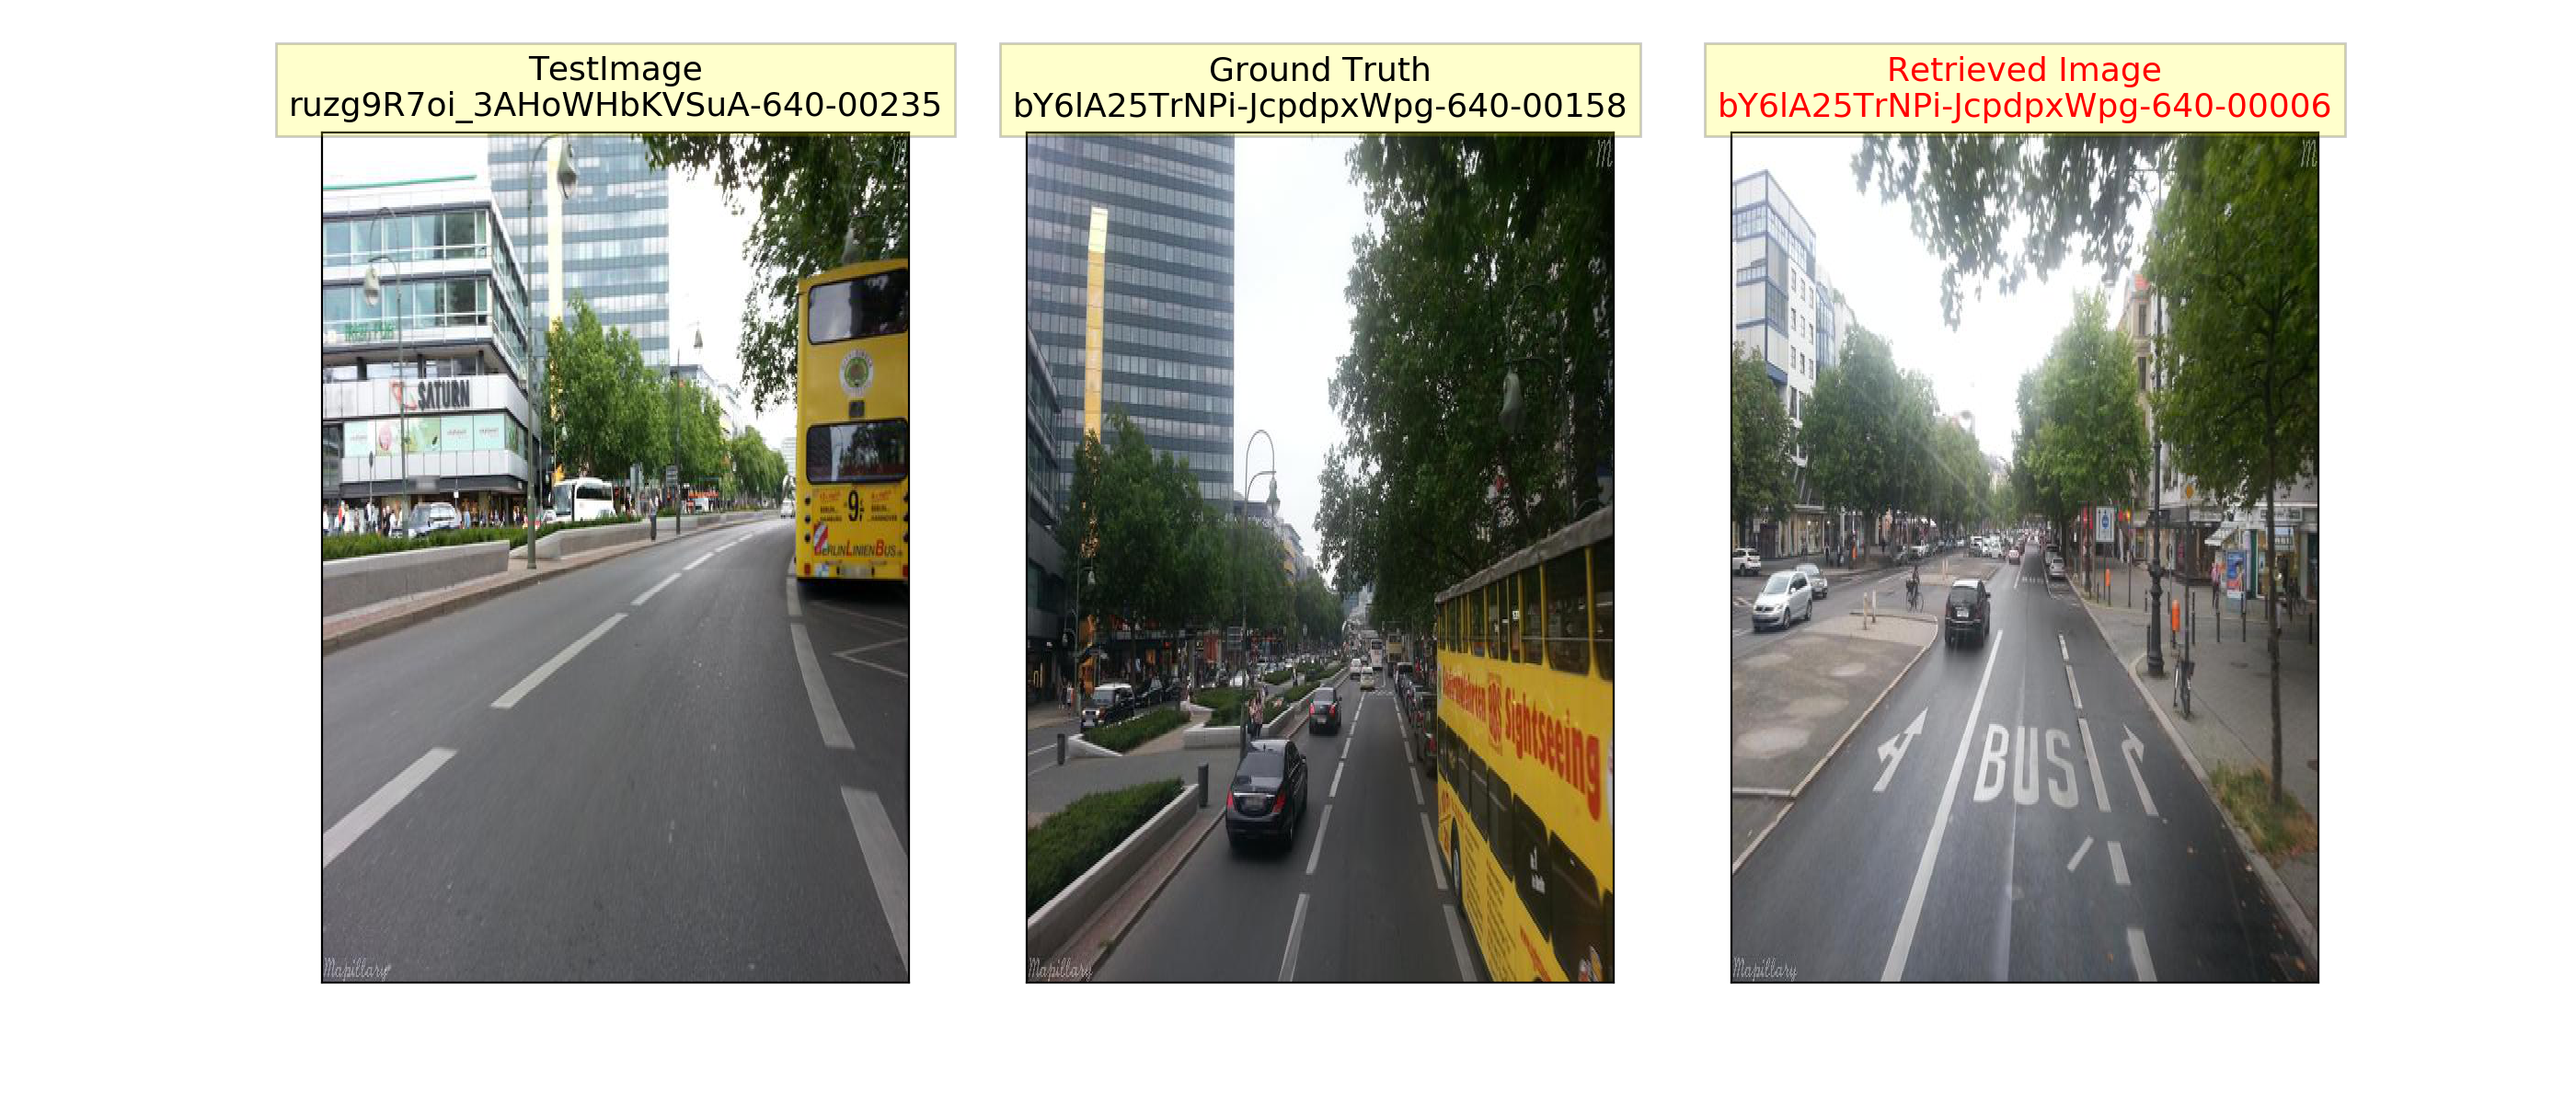 TestImage
ruzg9R7oi_3AHoWHbKVSuA-640-00235
Ground Truth
bY6lA25TrNPi-JcpdpxWpg-640-00158
Retrieved Image
bY6lA25TrNPi-JcpdpxWpg-640-00006
M
SATURN
9
BERLINLINIENBUS
Mapillary
M
Sightseeing
Mapillary
M
BUS
Mapillary